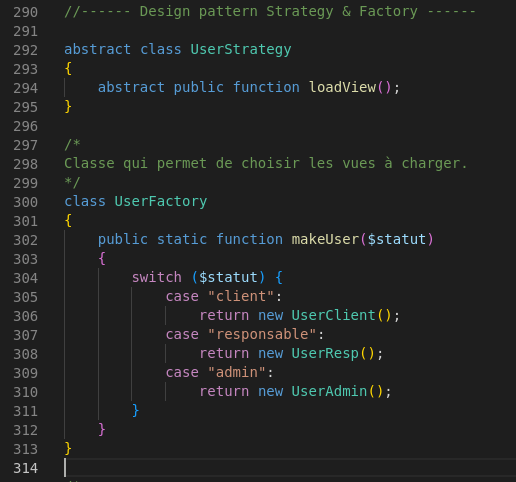 290 //------ Design pattern Strategy & Factory ------
291
292 abstract class UserStrategy
293 {
294     abstract public function loadView();
295 }
296
297 /*
298 Classe qui permet de choisir les vues à charger.
299 */
300 class UserFactory
301 {
302     public static function makeUser($statut)
303     {
304         switch ($statut) {
305             case "client":
306                 return new UserClient();
307             case "responsable":
308                 return new UserResp();
309             case "admin":
310                 return new UserAdmin();
311         }
312     }
313 }
314